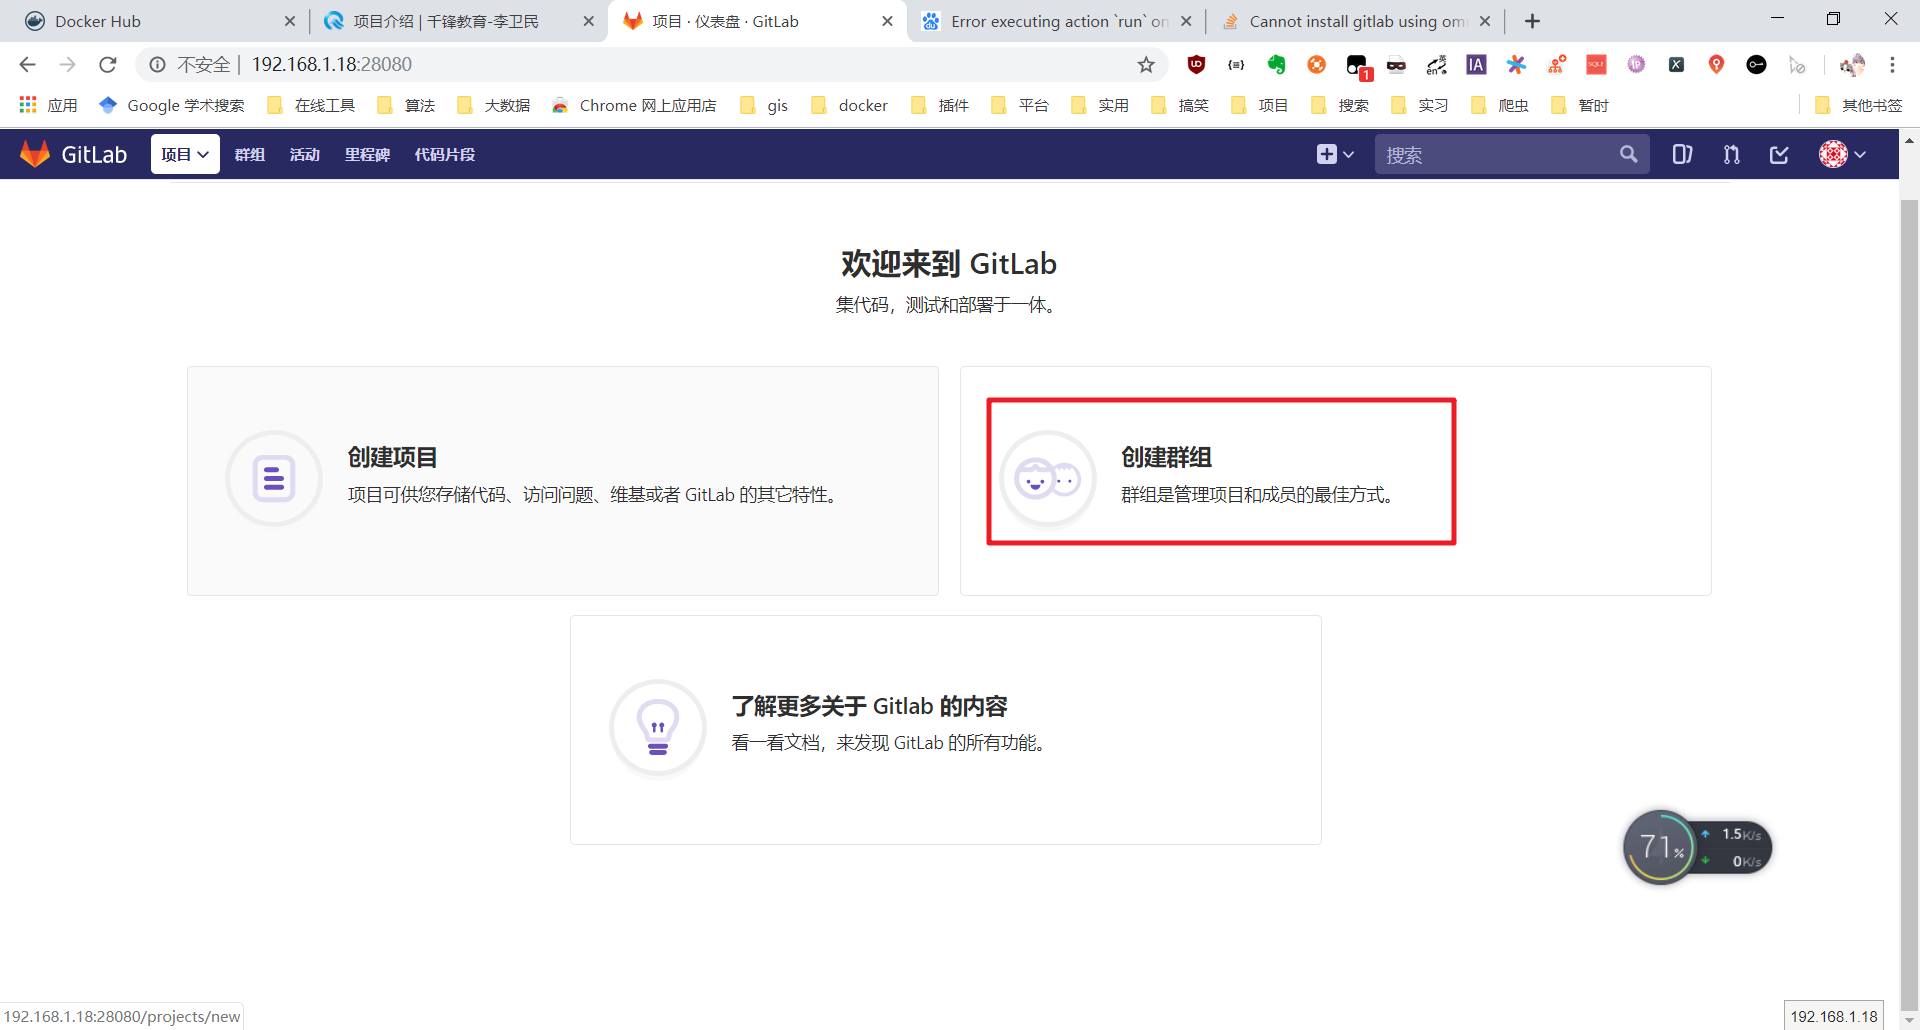 Docker Hub
项目介绍 | 千锋教育-李卫民
项目 · 仪表盘 · GitLab
Error executing action `run` on
Cannot install gitlab using om
不安全 | 192.168.1.18:28080
应用
Google 学术搜索
在线工具
算法
大数据
Chrome 网上应用店
gis
docker
插件
平台
实用
搞笑
项目
搜索
实习
爬虫
暂时
其他书签
GitLab
项目
群组
活动
里程碑
代码片段
搜索
欢迎来到 GitLab
集代码，测试和部署于一体。
创建项目
项目可供您存储代码、访问问题、维基或者 GitLab 的其它特性。
创建群组
群组是管理项目和成员的最佳方式。
了解更多关于 Gitlab 的内容
看一看文档，来发现 GitLab 的所有功能。
71%
1.5K/s
0K/s
192.168.1.18:28080/projects/new
192.168.1.18